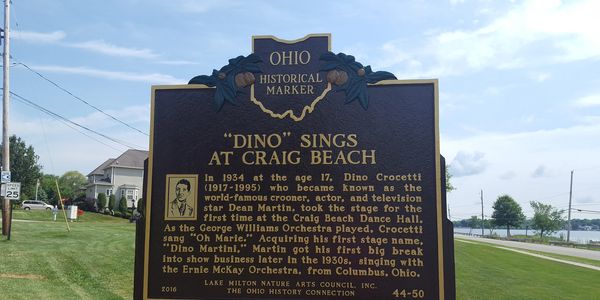 OHIO
HISTORICAL
MARKER
"DINO" SINGS
AT CRAIG BEACH
In 1934 at the age 17, Dino Crocetti
(1917-1995) who became known as the
world-famous crooner, actor, and television
star Dean Martin, took the stage for the
first time at the Craig Beach Dance Hall.
As the George Williams Orchestra played, Crocetti
sang "Oh Marie." Acquiring his first stage name,
"Dino Martini," Martin got his first big break
into show business later in the 1930s, singing with
the Ernie McKay Orchestra, from Columbus, Ohio.
LAKE MILTON NATURE ARTS COUNCIL, INC.
THE OHIO HISTORY CONNECTION
2016
44-50
25